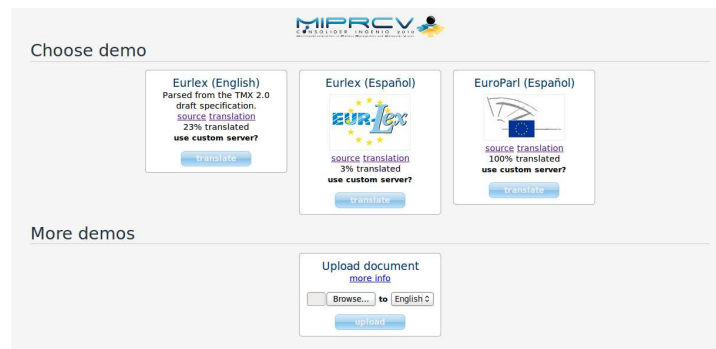 MIPRCV
CONSOLIDER INGENIO 2010
Choose demo
Eurlex (English)
Parsed from the TMX 2.0
draft specification.
source translation
23% translated
use custom server?
translate
Eurlex (Español)
EUR-Lex
source translation
3% translated
use custom server?
translate
EuroParl (Español)
source translation
100% translated
use custom server?
translate
More demos
Upload document
more info
Browse... to English
upload